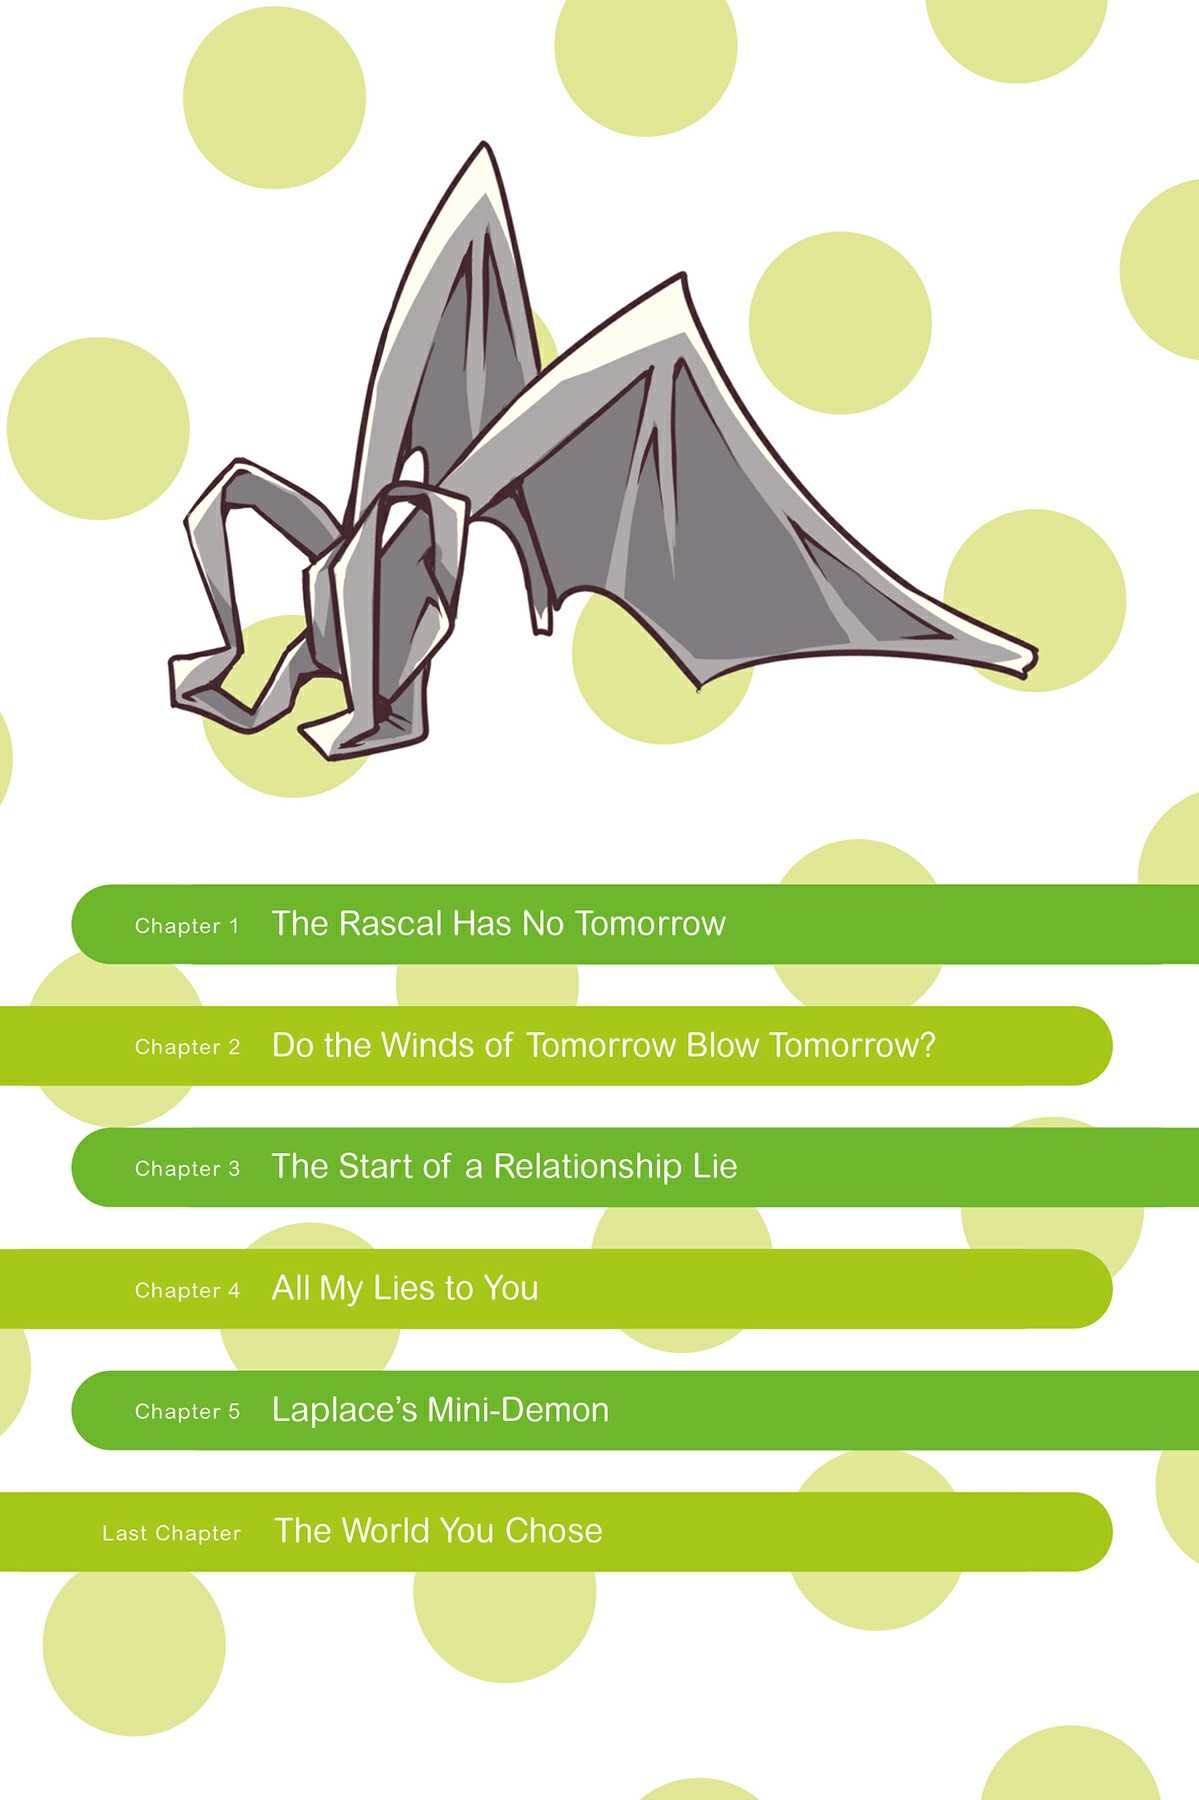 Chapter 1 The Rascal Has No Tomorrow
Chapter 2 Do the Winds of Tomorrow Blow Tomorrow?
Chapter 3 The Start of a Relationship Lie
Chapter 4 All My Lies to You
Chapter 5 Laplace’s Mini-Demon
Last Chapter The World You Chose